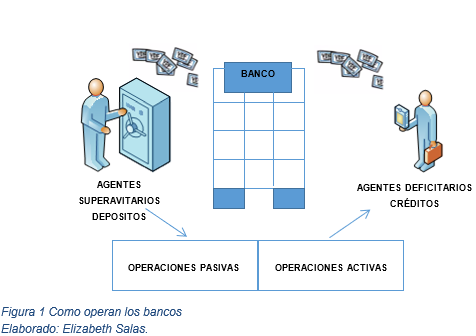 BANCO
AGENTES
SUPERAVITARIOS
DEPOSITOS
AGENTES DEFICITARIOS
CRÉDITOS
OPERACIONES PASIVAS
OPERACIONES ACTIVAS
Figura 1 Como operan los bancos
Elaborado: Elizabeth Salas.